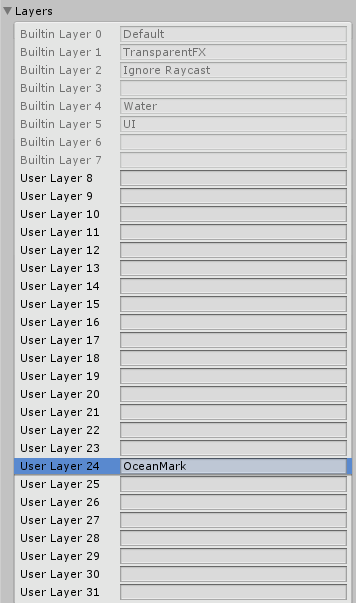 Layers
Builtin Layer 0 Default
Builtin Layer 1 TransparentFX
Builtin Layer 2 Ignore Raycast
Builtin Layer 3
Builtin Layer 4 Water
Builtin Layer 5 UI
Builtin Layer 6
Builtin Layer 7
User Layer 8
User Layer 9
User Layer 10
User Layer 11
User Layer 12
User Layer 13
User Layer 14
User Layer 15
User Layer 16
User Layer 17
User Layer 18
User Layer 19
User Layer 20
User Layer 21
User Layer 22
User Layer 23
User Layer 24 OceanMark
User Layer 25
User Layer 26
User Layer 27
User Layer 28
User Layer 29
User Layer 30
User Layer 31